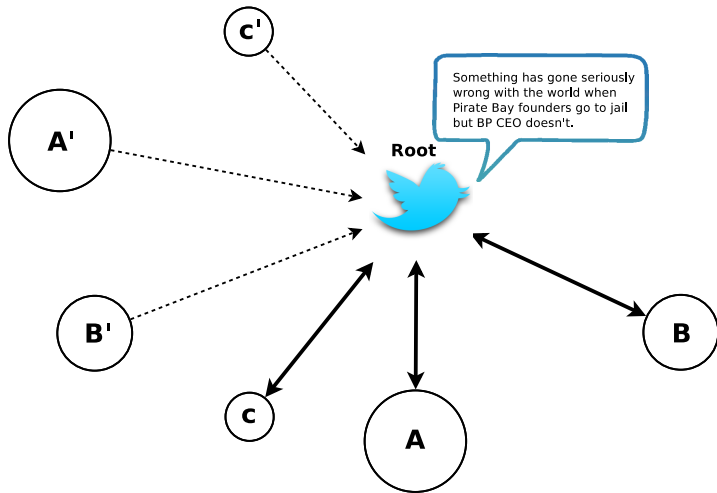 c'
Something has gone seriously
wrong with the world when
Pirate Bay founders go to jail
but BP CEO doesn't.
A'
Root
B'
B
c
A